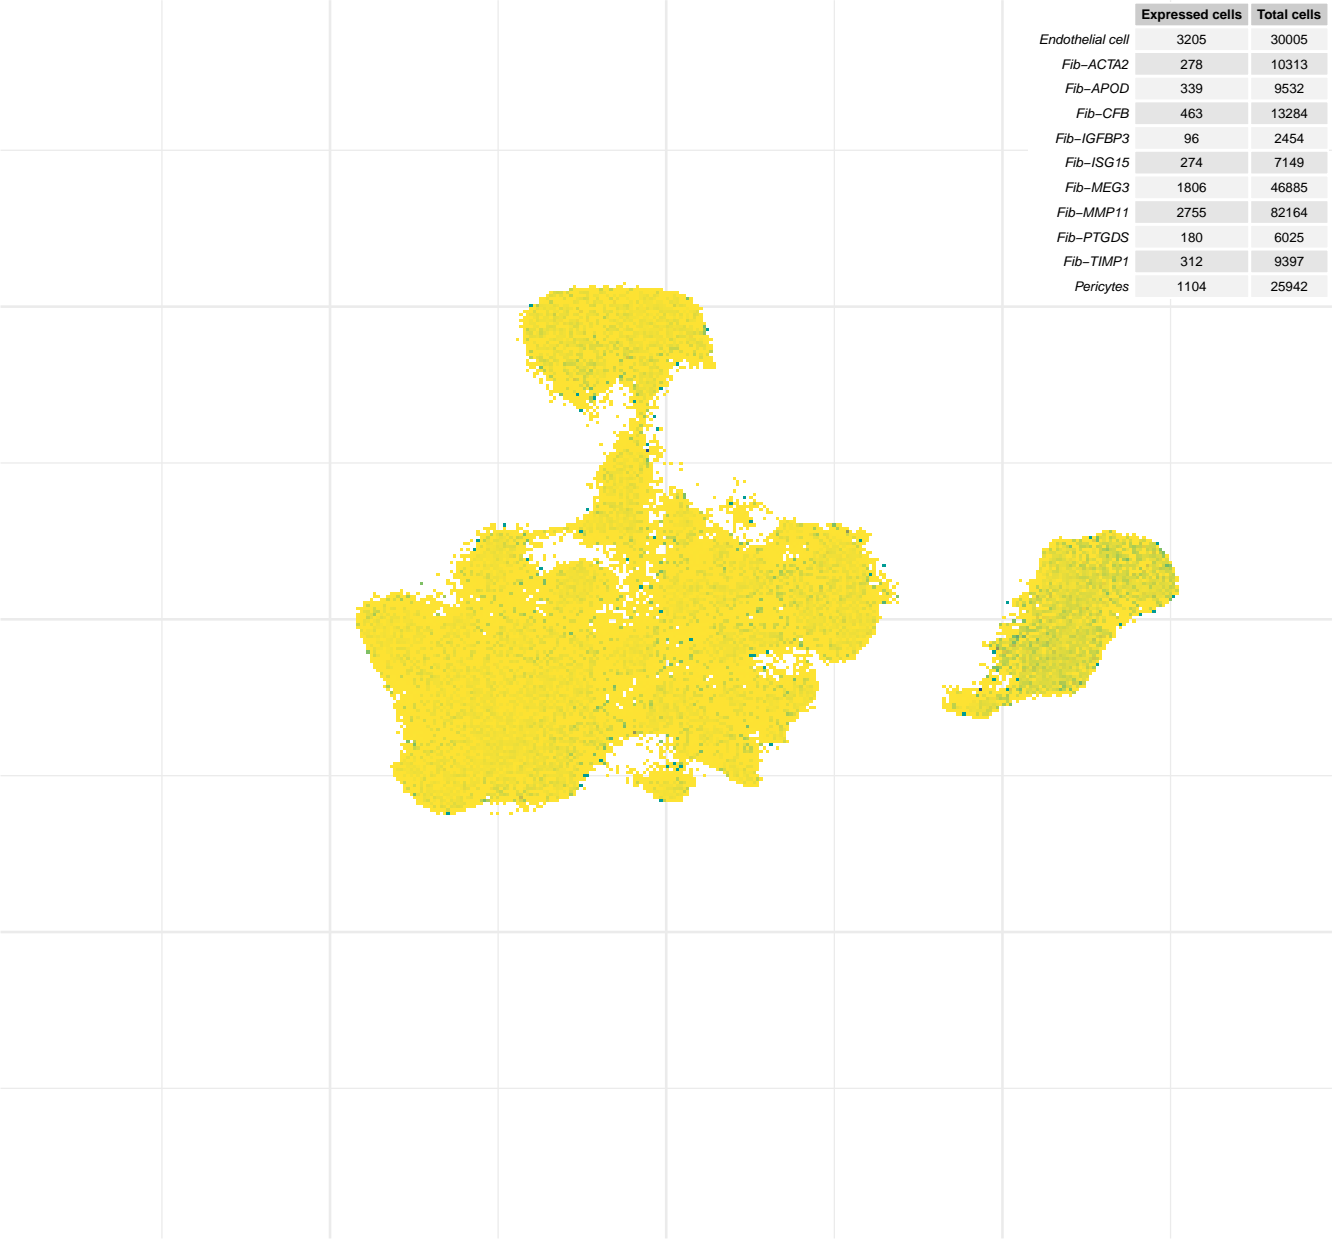 Expressed cells Total cells
Endothelial cell 3205 30005
Fib−ACTA2 278 10313
Fib−APOD 339 9532
Fib−CFB 463 13284
Fib−IGFBP3 96 2454
Fib−ISG15 274 7149
Fib−MEG3 1806 46885
Fib−MMP11 2755 82164
Fib−PTGDS 180 6025
Fib−TIMP1 312 9397
Pericytes 1104 25942